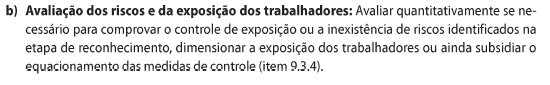 b) Avaliação dos riscos e da exposição dos trabalhadores: Avaliar quantitativamente se ne-
cessário para comprovar o controle de exposição ou a inexistência de riscos identificados na
etapa de reconhecimento, dimensionar a exposição dos trabalhadores ou ainda subsidiar o
equacionamento das medidas de controle (item 9.3.4).